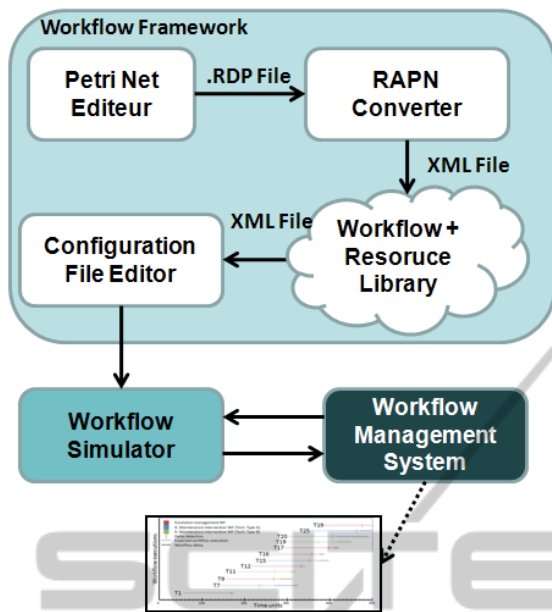 Workflow Framework
Petri Net
Editeur
.RDP File
RAPN
Converter
XML File
Workflow +
Resoruce
Library
XML File
Configuration
File Editor
Workflow
Simulator
Workflow
Management
System
T18
T25
T20
T19
T17
T16
T15
T12
T11
T9
T7
T1
Workflow executions
Time units